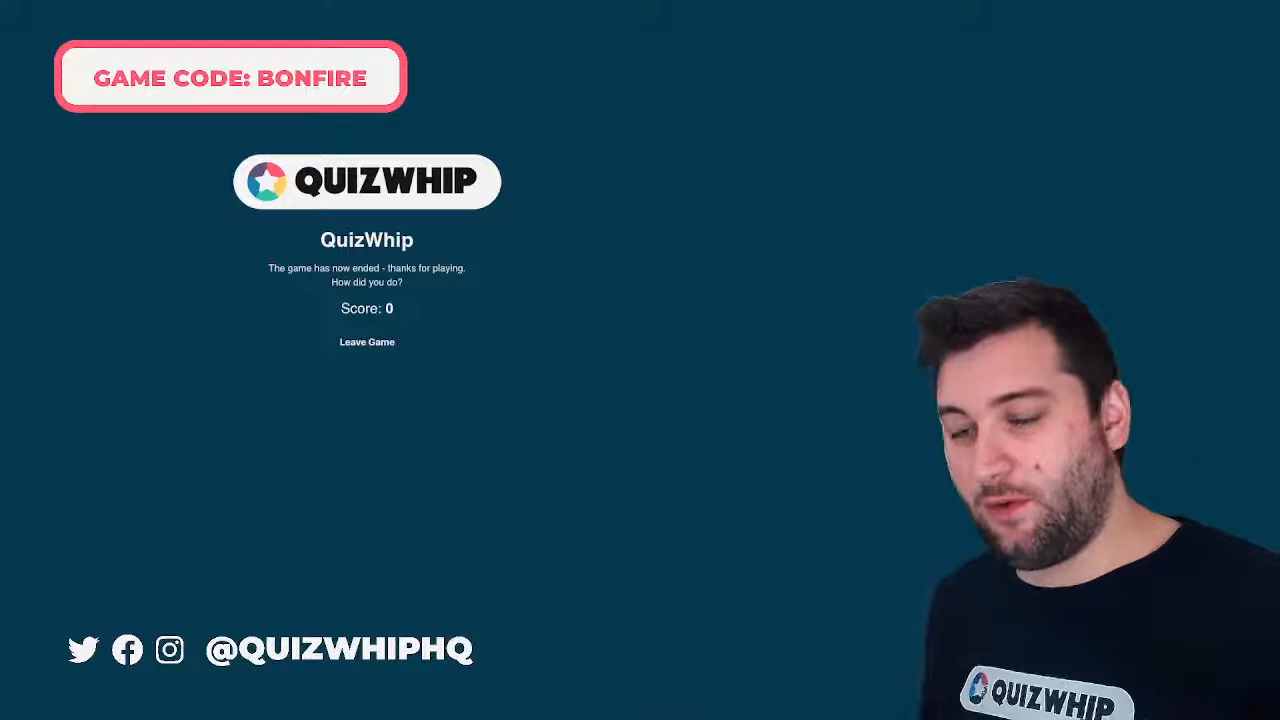 GAME CODE: BONFIRE
QUIZWHIP
QuizWhip
The game has now ended - thanks for playing.
How did you do?
Score: 0
Leave Game
@QUIZWHIPHQ
QUIZWHIP